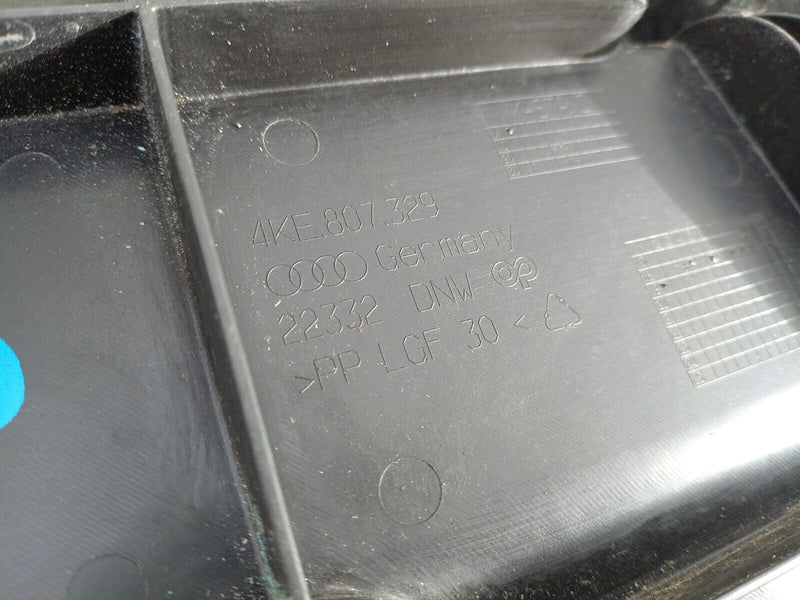 4KE.807.329
Germany
22332 DNW
>PP LGF 30<